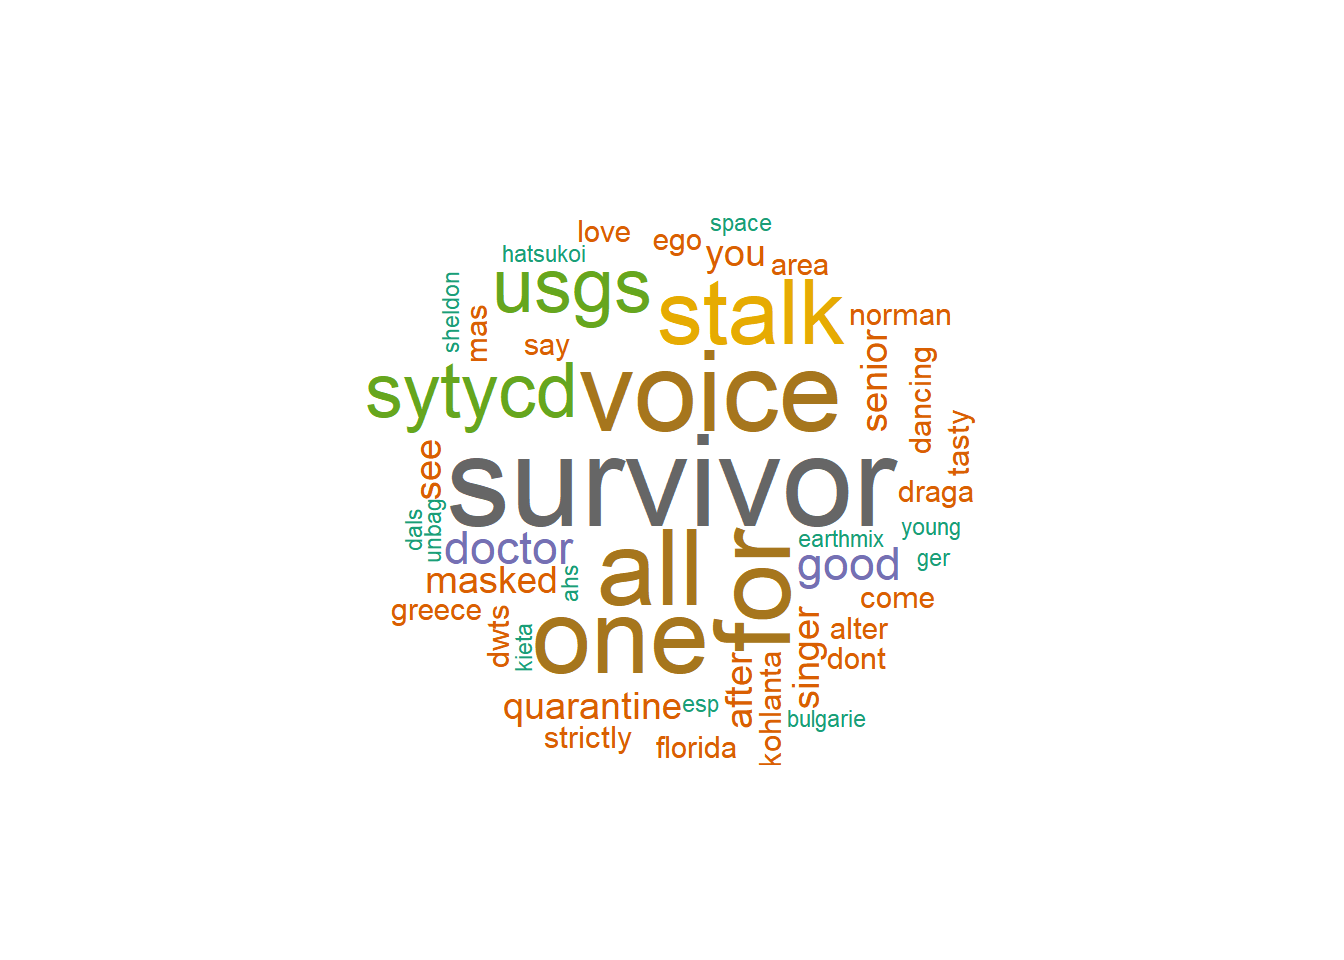 space
love
ego
you
hatsukoi
area
usgs
stalk
sheldon
mas
say
norman
senior
dancing
sytycd
voice
tasty
see
survivor
draga
dals
unbag
doctor
all
for
earthmix
young
good
ger
masked
ahs
come
greece
dwts
kieta
one
singer
alter
dont
after
kohlanta
quarantine
esp
bulgarie
strictly
florida